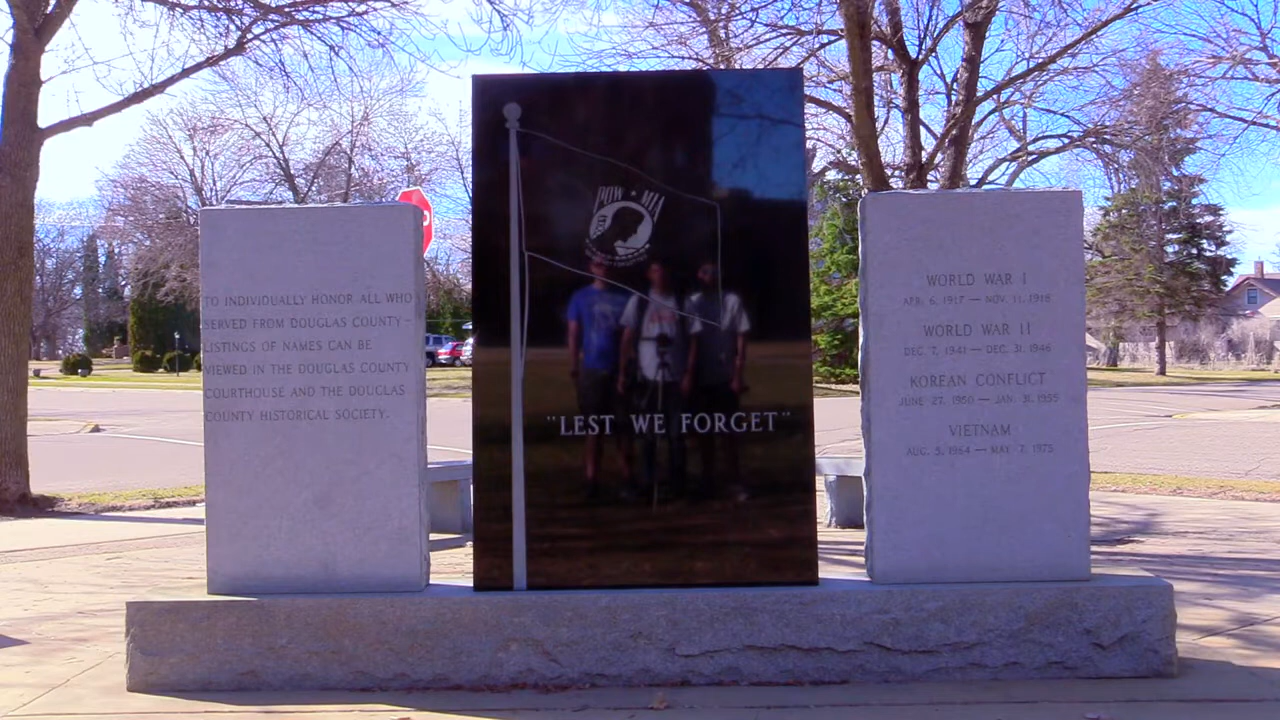 TO INDIVIDUALLY HONOR ALL WHO
SERVED FROM DOUGLAS COUNTY—
LISTINGS OF NAMES CAN BE
VIEWED IN THE DOUGLAS COUNTY
COURTHOUSE AND THE DOUGLAS
COUNTY HISTORICAL SOCIETY.
POW ★ MIA
"LEST WE FORGET"
WORLD WAR I
APR. 6, 1917 — NOV. 11, 1918
WORLD WAR II
DEC. 7, 1941 — DEC. 31, 1946
KOREAN CONFLICT
JUNE 27, 1950 — JAN. 31, 1955
VIETNAM
AUG. 5, 1964 — MAY 7, 1975